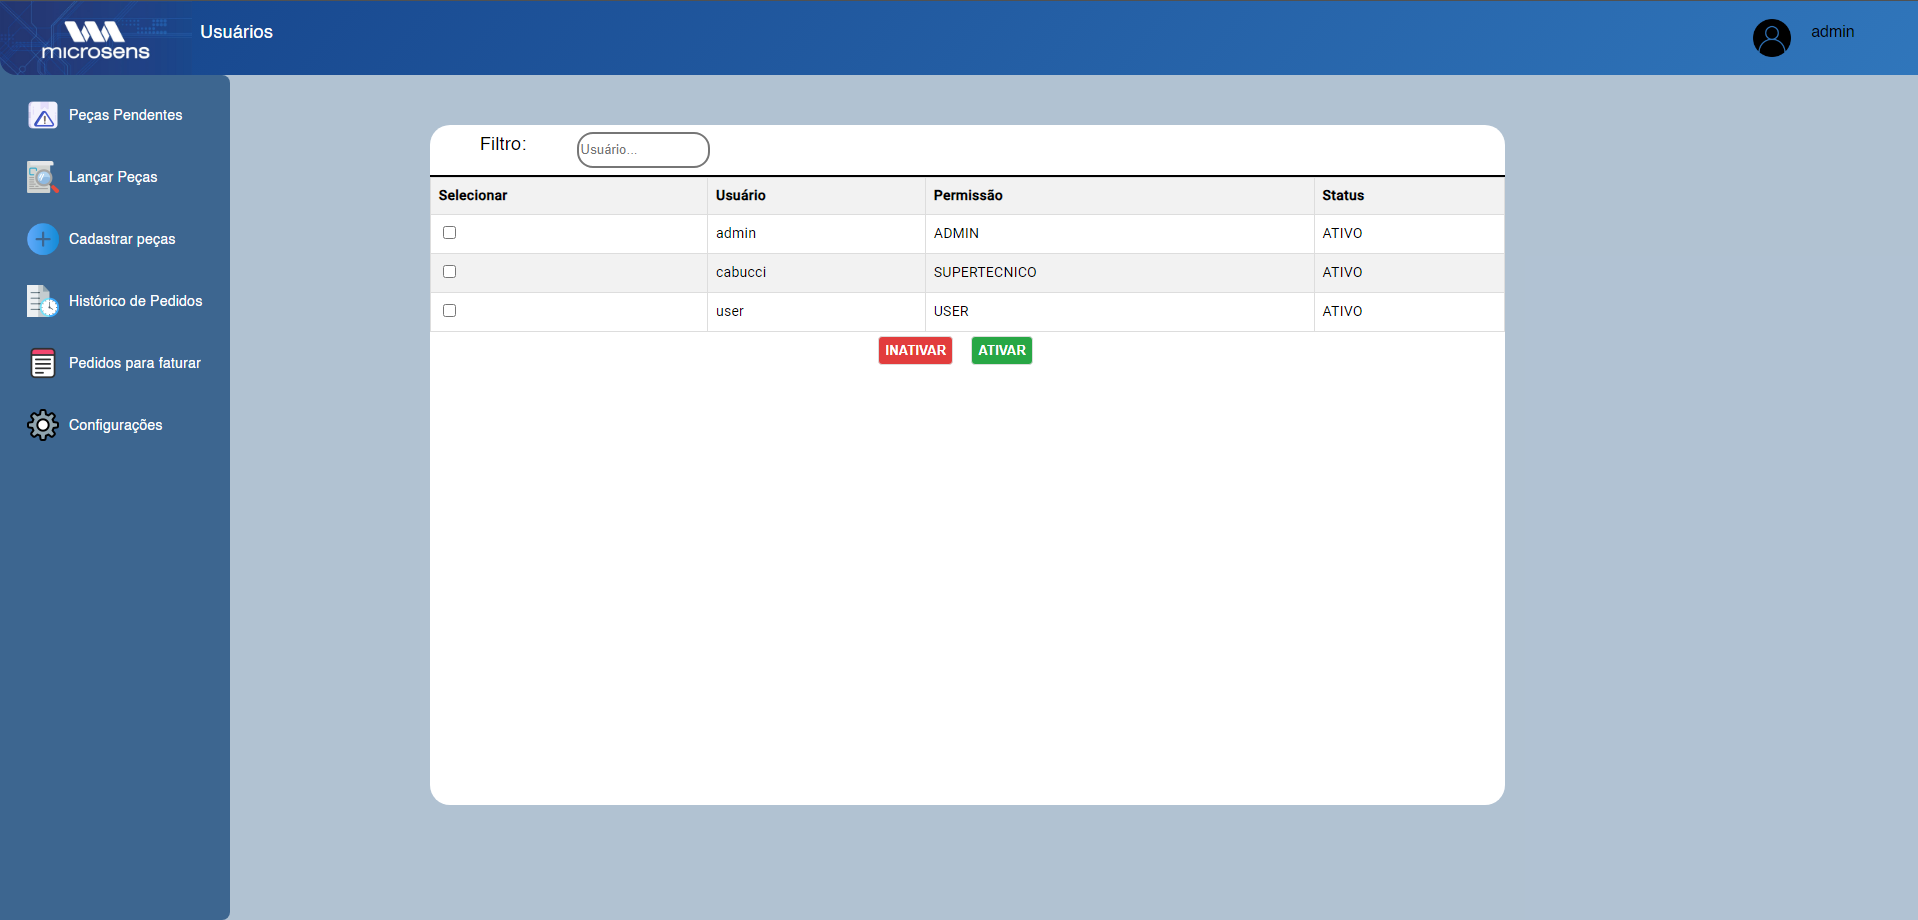 microsens
Usuários
admin
Peças Pendentes
Lançar Peças
Cadastrar peças
Histórico de Pedidos
Pedidos para faturar
Configurações
Filtro:
Usuário...
Selecionar Usuário Permissão Status
admin ADMIN ATIVO
cabucci SUPERTECNICO ATIVO
user USER ATIVO
INATIVAR ATIVAR